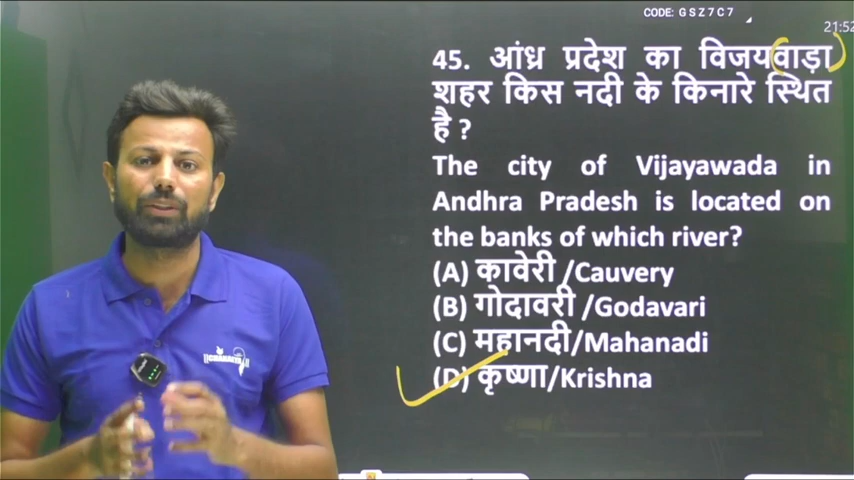 CODE: GSZ7C7
21:52
45. आंध्र प्रदेश का विजयवाड़ा
शहर किस नदी के किनारे स्थित
है ?
The city of Vijayawada in
Andhra Pradesh is located on
the banks of which river?
(A) कावेरी /Cauvery
(B) गोदावरी /Godavari
(C) महानदी/Mahanadi
(D) कृष्णा/Krishna